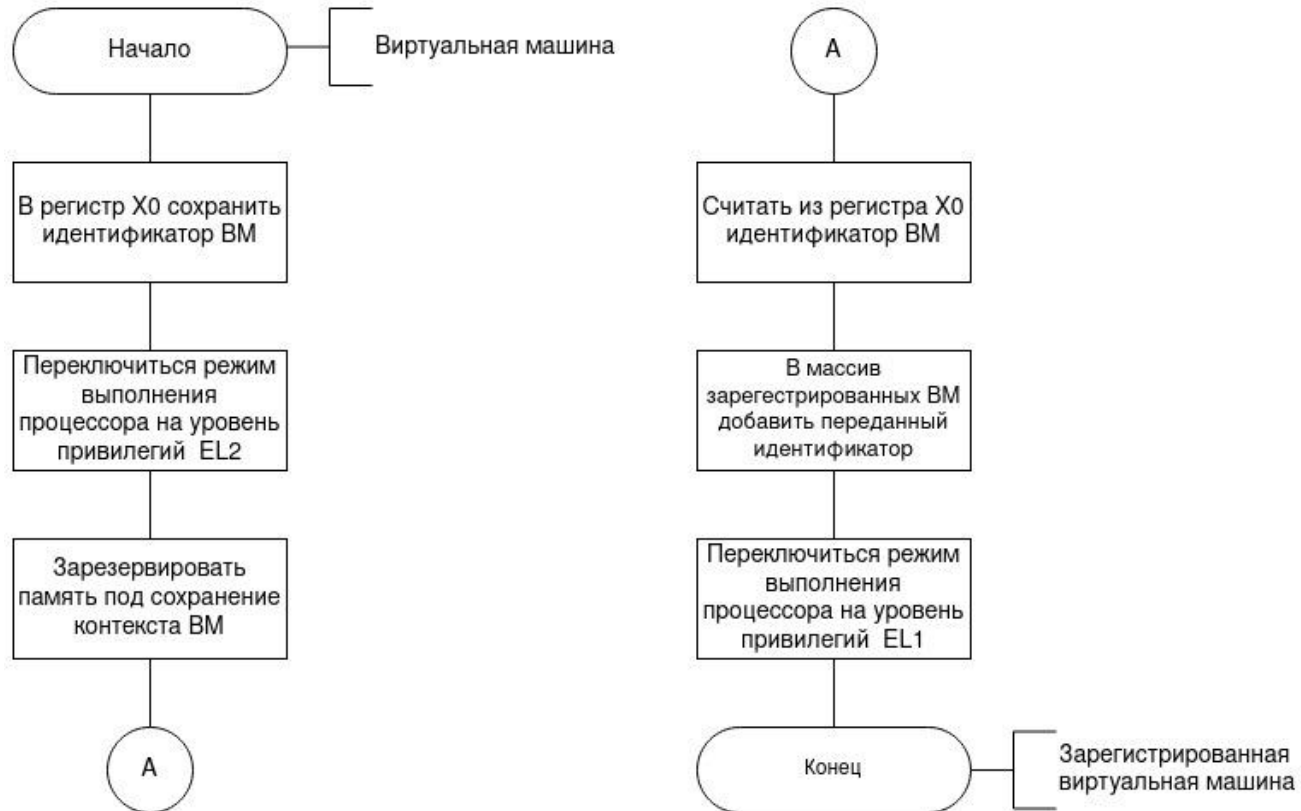 Начало
Виртуальная машина
В регистр X0 сохранить
идентификатор ВМ
Переключиться режим
выполнения
процессора на уровень
привилегий EL2
Зарезервировать
память под сохранение
контекста ВМ
А
А
Считать из регистра X0
идентификатор ВМ
В массив
зарегестрированных ВМ
добавить переданный
идентификатор
Переключиться режим
выполнения
процессора на уровень
привилегий EL1
Конец
Зарегистрированная
виртуальная машина